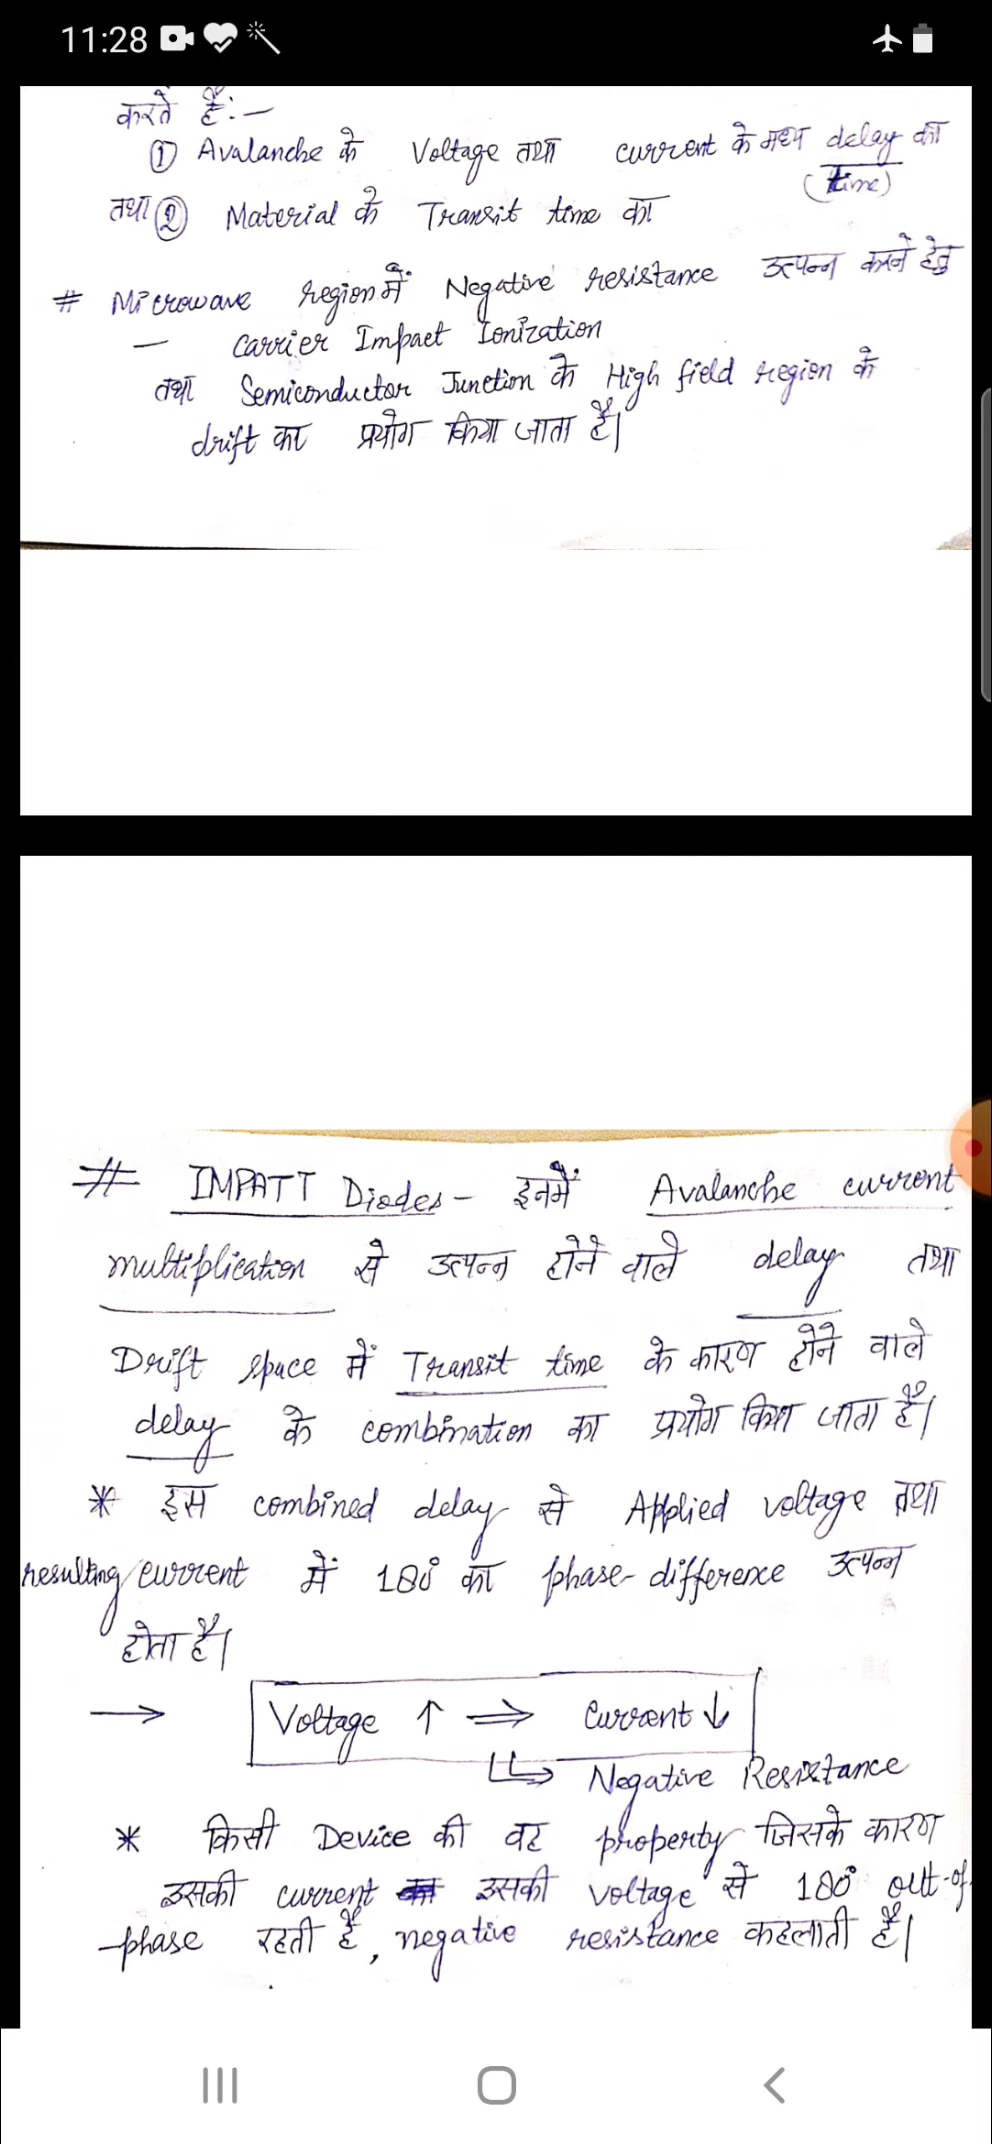 11:28
करते हैं:—
① Avalanche के Voltage तथा current के मध्य delay का
(time)
तथा ② Material के Transit time का
# Microwave region में Negative resistance उत्पन्न करने हेतु
— Carrier Impact Ionization
तथा Semiconductor Junction के High field region के
drift का प्रयोग किया जाता है।
# IMPATT Diodes - इनमें Avalanche current
multiplication से उत्पन्न होने वाले delay तथा
Drift space में Transit time के कारण होने वाले
delay के combination का प्रयोग किया जाता है।
* इस combined delay से Applied voltage तथा
resulting current में 180° का phase-difference उत्पन्न
होता है।
→ Voltage ↑ ⇒ Current ↓
↳ Negative Resistance
* किसी Device की वह property जिसके कारण
उसकी current उसकी voltage से 180° out-of
-phase रहती है, negative resistance कहलाती है।